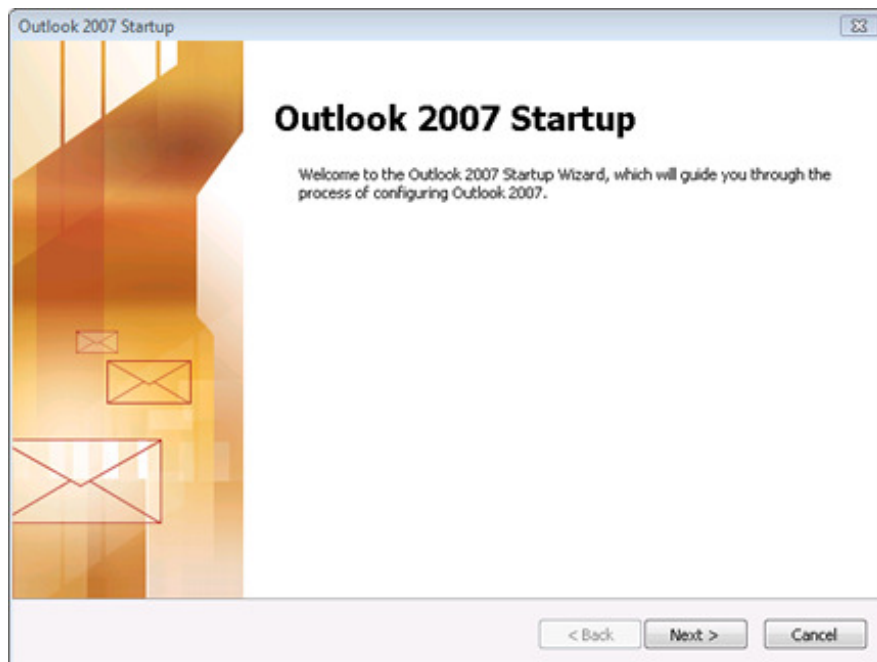 Outlook 2007 Startup
Outlook 2007 Startup
Welcome to the Outlook 2007 Startup Wizard, which will guide you through the
process of configuring Outlook 2007.
< Back Next > Cancel